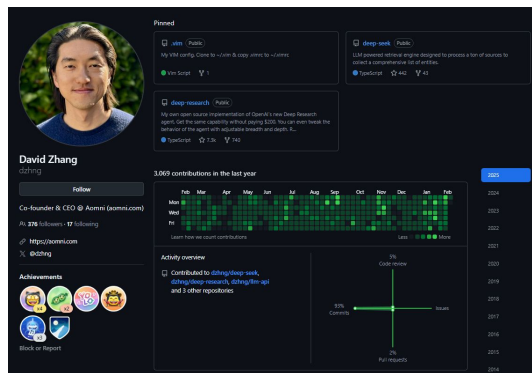 David Zhang
dzhng
Follow
Co-founder & CEO @ Aomni (aomni.com)
376 followers · 17 following
https://aomni.com
@dzhng
Achievements
x4
x2
YOLO
x3
Block or Report
Pinned
.vim Public
My VIM config. Clone to ~/.vim & copy .vimrc to ~/.vimrc
Vim Script 1
deep-seek Public
LLM powered retrieval engine designed to process a ton of sources to
collect a comprehensive list of entities.
TypeScript 442 43
deep-research Public
My own open source implementation of OpenAI's new Deep Research
agent. Get the same capability without paying $200. You can even tweak the
behavior of the agent with adjustable breadth and depth. R...
TypeScript 7.3k 740
3,069 contributions in the last year
Feb Mar Apr May Jun Jul Aug Sep Oct Nov Dec Jan Feb
Mon
Wed
Fri
Learn how we count contributions
Less More
Activity overview
Contributed to dzhng/deep-seek,
dzhng/deep-research, dzhng/llm-api
and 3 other repositories
Code review
Commits
Issues
2%
Pull requests
2025
2024
2023
2022
2021
2020
2019
2018
2017
2016
2015
2014